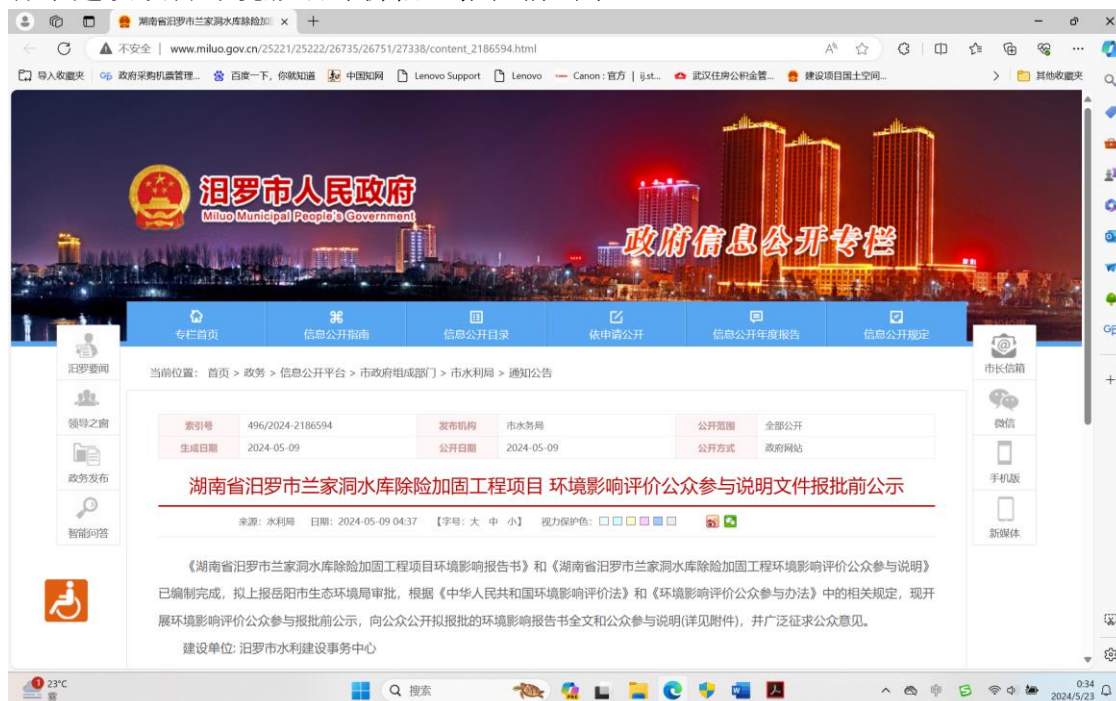 湖南省汨罗市兰家洞水库除险加固
不安全 | www.miluo.gov.cn/25221/25222/26735/26751/27338/content_2186594.html
导入收藏夹 政府采购机票管理... 百度一下，你就知道 中国知网 Lenovo Support Lenovo Canon : 官方 | ij.st... 武汉住房公积金管... 建设项目国土空间... 其他收藏夹
汨罗市人民政府
Miluo Municipal People's Government
政府信息公开专栏
专栏首页 信息公开指南 信息公开目录 依申请公开 信息公开年度报告 信息公开规定
汨罗要闻
领导之窗
政务发布
智能问答
市长信箱
微信
手机版
新媒体
当前位置： 首页 > 政务 > 信息公开平台 > 市政府组成部门 > 市水利局 > 通知公告
索引号 496/2024-2186594 发布机构 市水务局 公开范围 全部公开
生成日期 2024-05-09 公开日期 2024-05-09 公开方式 政府网站
湖南省汨罗市兰家洞水库除险加固工程项目 环境影响评价公众参与说明文件报批前公示
来源：水利局 日期：2024-05-09 04:37 【字号：大 中 小】 视力保护色：
《湖南省汨罗市兰家洞水库除险加固工程项目环境影响报告书》和《湖南省汨罗市兰家洞水库除险加固工程环境影响评价公众参与说明》
已编制完成，拟上报岳阳市生态环境局审批，根据《中华人民共和国环境影响评价法》和《环境影响评价公众参与办法》中的相关规定，现开
展环境影响评价公众参与报批前公示，向公众公开拟报批的环境影响报告书全文和公众参与说明(详见附件)，并广泛征求公众意见。
建设单位: 汨罗市水利建设事务中心
23°C
雾
搜索
0:34
2024/5/23